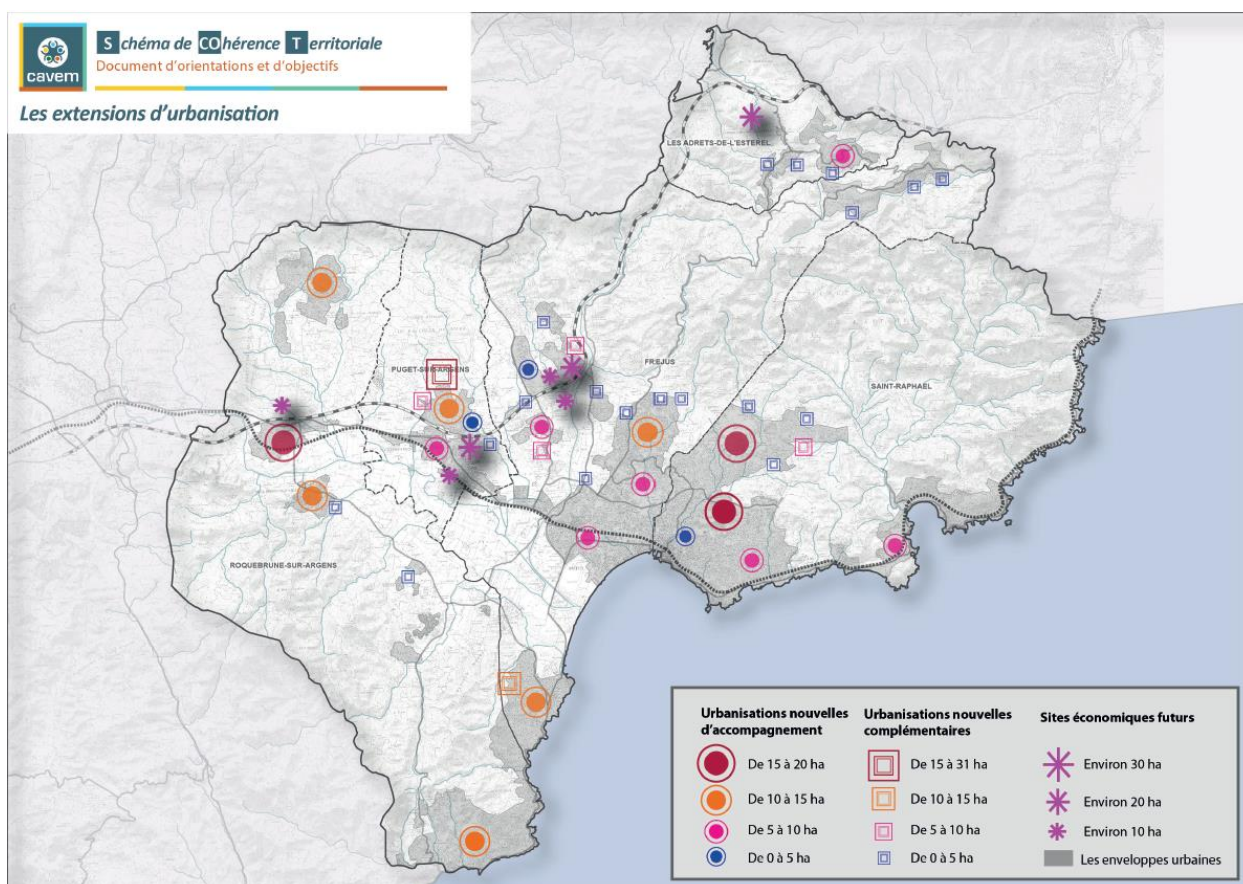 cavem
Schéma de COhérence Territoriale
Document d'orientations et d'objectifs
Les extensions d'urbanisation
LES ADRETS-DE-L'ESTEREL
PUGET-SUR-ARGENS
FREJUS
SAINT-RAPHAEL
ROQUEBRUNE-SUR-ARGENS
Urbanisations nouvelles
d'accompagnement
De 15 à 20 ha
De 10 à 15 ha
De 5 à 10 ha
De 0 à 5 ha
Urbanisations nouvelles
complémentaires
De 15 à 31 ha
De 10 à 15 ha
De 5 à 10 ha
De 0 à 5 ha
Sites économiques futurs
Environ 30 ha
Environ 20 ha
Environ 10 ha
Les enveloppes urbaines